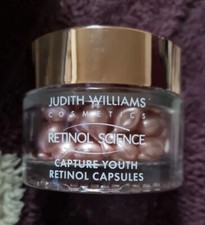 JUDITH WILLIAMS
COSMETICS
RETINOL SCIENCE
CAPTURE YOUTH
RETINOL CAPSULES